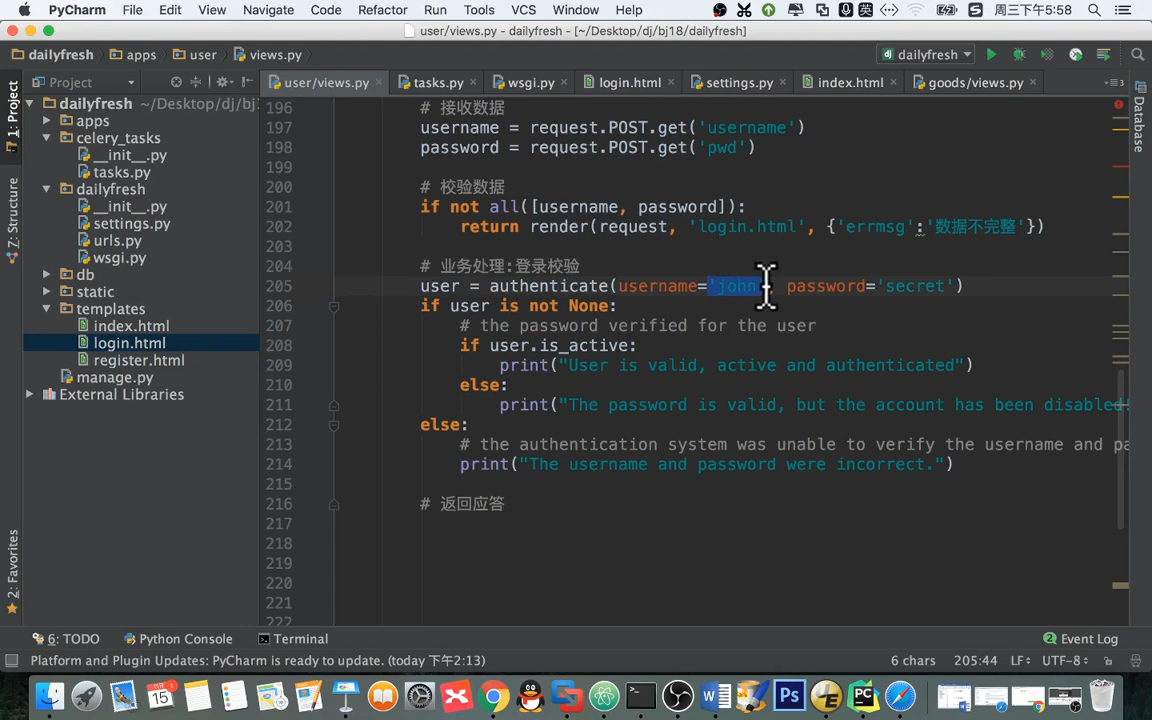 PyCharm File Edit View Navigate Code Refactor Run Tools VCS Window Help 英 周三下午5:58
user/views.py - dailyfresh - [~/Desktop/dj/bj18/dailyfresh]
dailyfresh apps user views.py dailyfresh
Project user/views.py tasks.py wsgi.py login.html settings.py index.html goods/views.py
1: Project
Z: Structure
2: Favorites
Database
dailyfresh ~/Desktop/dj/bj1
apps
celery_tasks
__init__.py
tasks.py
dailyfresh
__init__.py
settings.py
urls.py
wsgi.py
db
static
templates
index.html
login.html
register.html
manage.py
External Libraries
196 # 接收数据
197 username = request.POST.get('username')
198 password = request.POST.get('pwd')
199
200 # 校验数据
201 if not all([username, password]):
202 return render(request, 'login.html', {'errmsg':'数据不完整'})
203
204 # 业务处理:登录校验
205 user = authenticate(username='john', password='secret')
206 if user is not None:
207 # the password verified for the user
208 if user.is_active:
209 print("User is valid, active and authenticated")
210 else:
211 print("The password is valid, but the account has been disabled!
212 else:
213 # the authentication system was unable to verify the username and pa
214 print("The username and password were incorrect.")
215
216 # 返回应答
217
218
219
220
221
222
6: TODO Python Console Terminal 2 Event Log
Platform and Plugin Updates: PyCharm is ready to update. (today 下午2:13) 6 chars 205:44 LF UTF-8